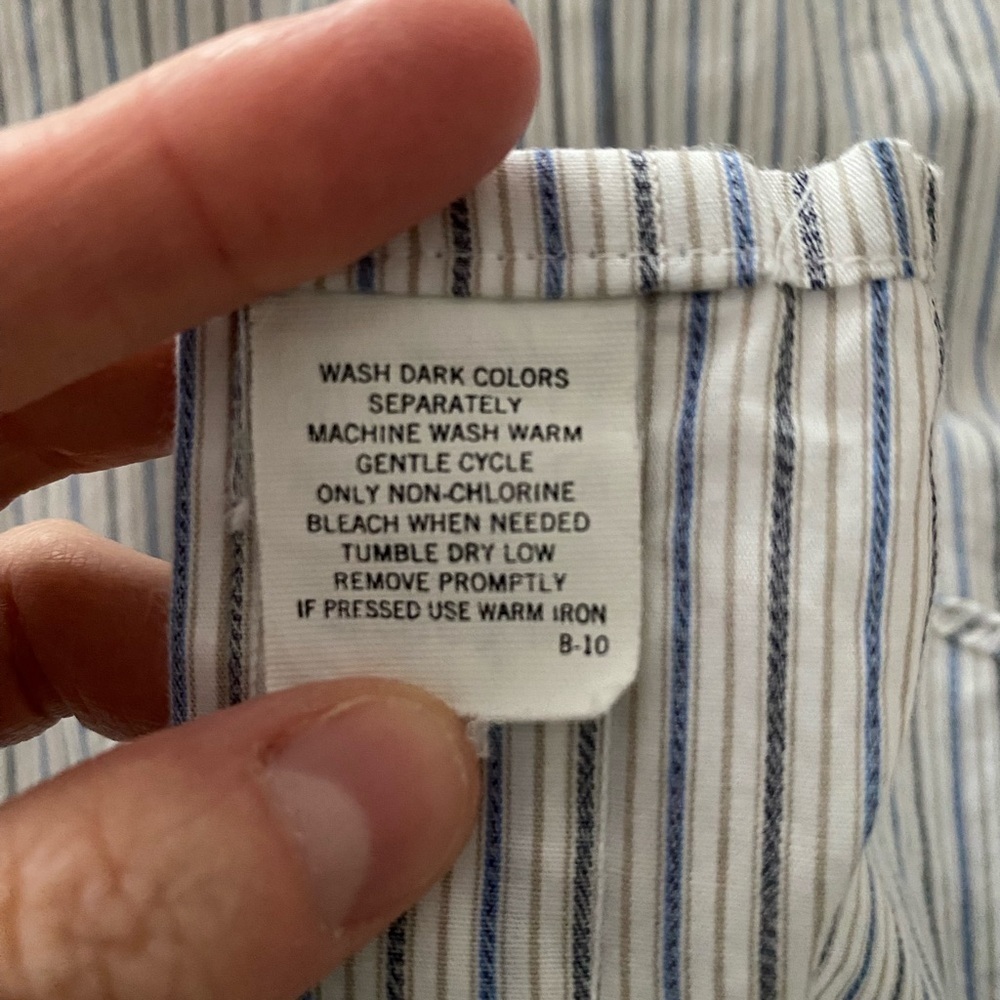 WASH DARK COLORS
SEPARATELY
MACHINE WASH WARM
GENTLE CYCLE
ONLY NON-CHLORINE
BLEACH WHEN NEEDED
TUMBLE DRY LOW
REMOVE PROMPTLY
IF PRESSED USE WARM IRON
B-10